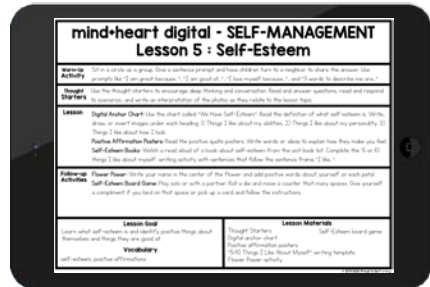 mind+heart digital - SELF-MANAGEMENT
Lesson 5 : Self-Esteem
Warm-Up
Activity
Sit in a circle as a group. Give a sentence prompt and have children turn to a neighbor to share the answer. Use
prompts like "I am great because...", "I am good at...", "I love myself because...", and "3 words to describe me are..."
Thought
Starters
Use the thought starters to encourage deep thinking and conversation. Read and answer questions, read and respond
to scenarios, and write an interpretation of the photos as they relate to the lesson topic.
Lesson
Digital Anchor Chart: Use the chart called "We Have Self-Esteem". Read the definition of what self-esteem is. Write,
draw, or insert images under each heading: 1) Things I like about my abilities, 2) Things I like about my personality, 3)
Things I like about how I look.
Positive Affirmation Posters: Read the positive quote posters. Write words or ideas to explain how they make you feel.
Self-Esteem Books: Watch a read aloud of a book about self-esteem from the unit book list. Complete the "5 or 10
things I like about myself" writing activity with sentences that follow the sentence frame "I like..."
Follow-up
Activities
Flower Power: Write your name in the center of the flower and add positive words about yourself on each petal.
Self-Esteem Board Game: Play solo or with a partner. Roll a die and move a counter that many spaces. Give yourself
a compliment if you land on that space or pick up a card and follow the instructions.
Lesson Goal
Learn what self-esteem is and identify positive things about
themselves and things they are good at.
Vocabulary
self-esteem, positive affirmations
Lesson Materials
Thought Starters
Self-Esteem board game
Digital anchor chart
Positive affirmation posters
"5/10 Things I Like About Myself" writing template
Flower Power activity